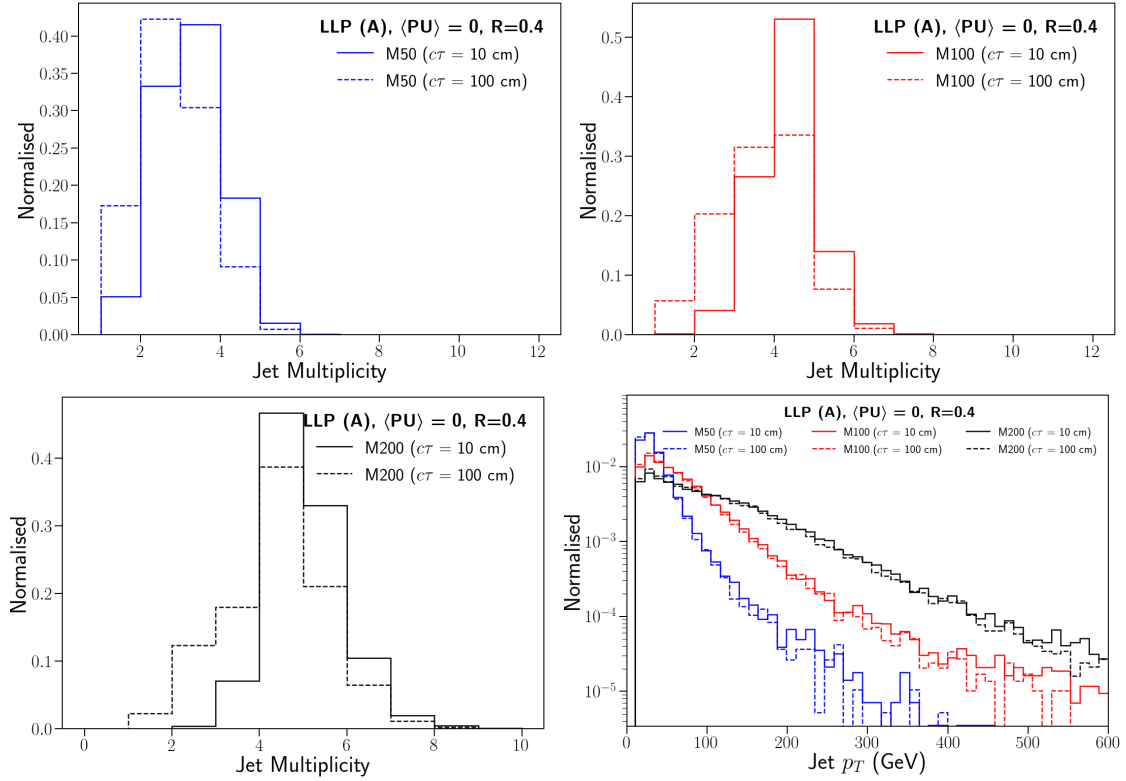 LLP (A), ⟨PU⟩ = 0, R=0.4
M50 (cτ = 10 cm)
M50 (cτ = 100 cm)
0.40
0.35
0.30
0.25
0.20
0.15
0.10
0.05
0.00
Normalised
2 4 6 8 10 12
Jet Multiplicity
LLP (A), ⟨PU⟩ = 0, R=0.4
M100 (cτ = 10 cm)
M100 (cτ = 100 cm)
0.5
0.4
0.3
0.2
0.1
0.0
Normalised
2 4 6 8 10 12
Jet Multiplicity
LLP (A), ⟨PU⟩ = 0, R=0.4
M200 (cτ = 10 cm)
M200 (cτ = 100 cm)
0.4
0.3
0.2
0.1
0.0
Normalised
0 2 4 6 8 10
Jet Multiplicity
LLP (A), ⟨PU⟩ = 0, R=0.4
M50 (cτ = 10 cm) M100 (cτ = 10 cm) M200 (cτ = 10 cm)
M50 (cτ = 100 cm) M100 (cτ = 100 cm) M200 (cτ = 100 cm)
10⁻²
10⁻³
10⁻⁴
10⁻⁵
Normalised
0 100 200 300 400 500 600
Jet p_T (GeV)